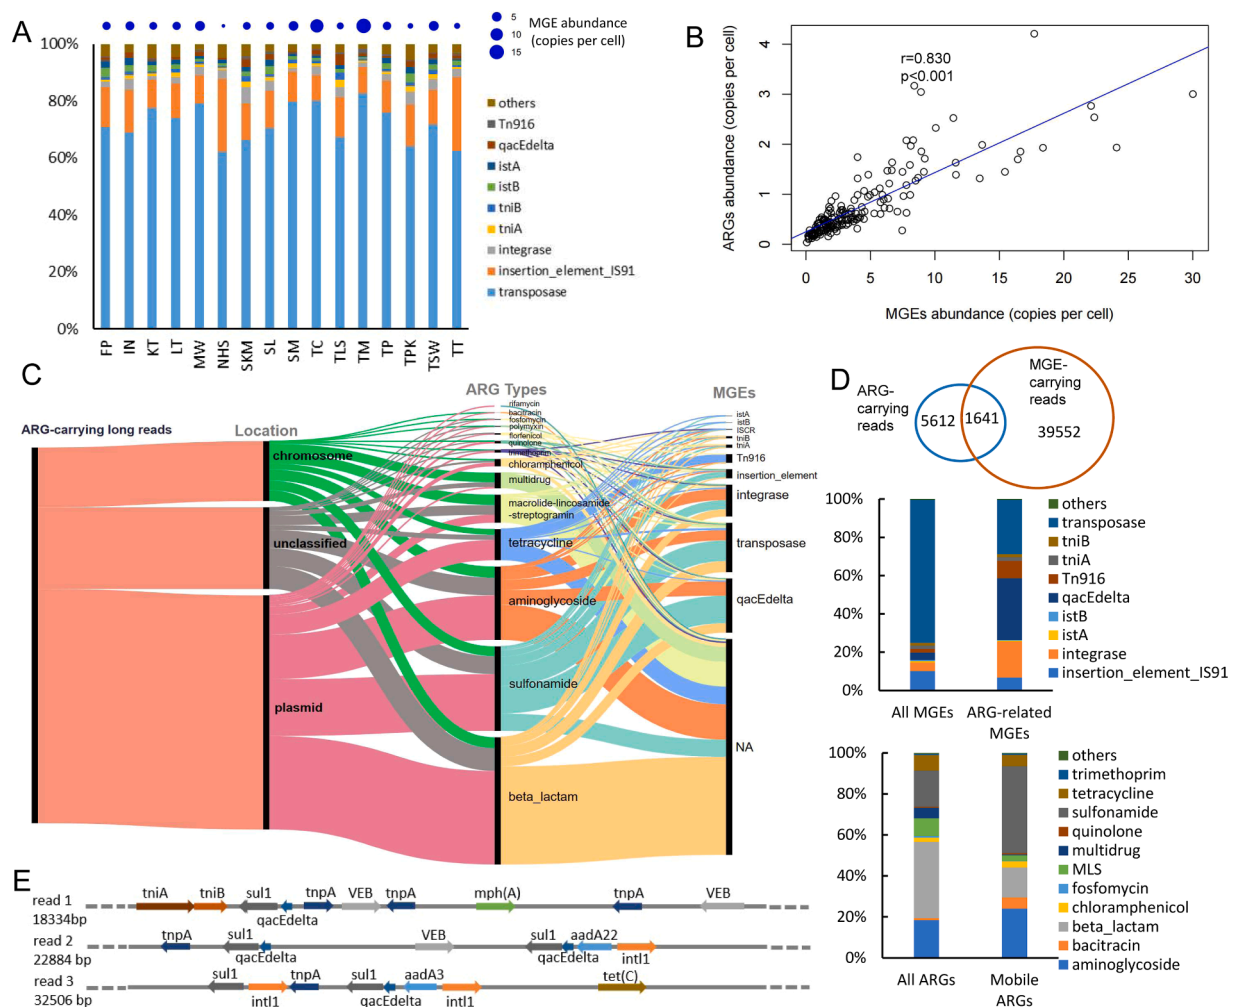 A
5
10
15
MGE abundance
(copies per cell)
100%
80%
60%
40%
20%
0%
FP
IN
KT
LT
MW
NHS
SKM
SL
SM
TC
TLS
TM
TP
TPK
TSW
TT
others
Tn916
qacEdelta
istA
istB
tniB
tniA
integrase
insertion_element_IS91
transposase
B
ARGs abundance (copies per cell)
4
3
2
1
0
r=0.830
p<0.001
0
5
10
15
20
25
30
MGEs abundance (copies per cell)
C
ARG-carrying long reads
Location
ARG Types
MGEs
chromosome
unclassified
plasmid
rifamycin
bacitracin
fosfomycin
polymyxin
florfenicol
quinolone
trimethoprim
chloramphenicol
multidrug
macrolide-lincosamide
-streptogramin
tetracycline
aminoglycoside
sulfonamide
beta_lactam
istA
istB
ISCR
tniB
tniA
Tn916
insertion_element
integrase
transposase
qacEdelta
NA
D
ARG-
carrying
reads
5612
1641
MGE-
carrying
reads
39552
100%
80%
60%
40%
20%
0%
All MGEs
ARG-related
MGEs
others
transposase
tniB
tniA
Tn916
qacEdelta
istB
istA
integrase
insertion_element_IS91
100%
80%
60%
40%
20%
0%
All ARGs
Mobile
ARGs
others
trimethoprim
tetracycline
sulfonamide
quinolone
multidrug
MLS
fosfomycin
chloramphenicol
beta_lactam
bacitracin
aminoglycoside
E
read 1
18334bp
tniA tniB sul1 tnpA VEB tnpA mph(A) tnpA VEB
qacEdelta
read 2
22884 bp
tnpA sul1 VEB sul1 aadA22
qacEdelta qacEdelta intl1
read 3
32506 bp
sul1 tnpA sul1 aadA3 tet(C)
intl1 qacEdelta intl1